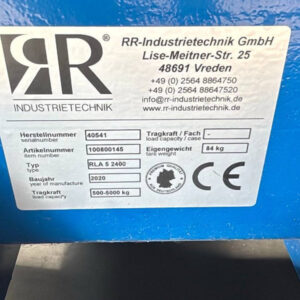 RR
INDUSTRIETECHNIK
RR-Industrietechnik GmbH
Lise-Meitner-Str. 25
48691 Vreden
+49 (0) 2564 8864750
+49 (0) 2564 88647520
info@rr-industrietechnik.com
www.rr-industrietechnik.com
Herstellnummer 40541
serialnumber
Artikelnummer 100800145
item number
Typ RLA 5 2400
type
Baujahr 2020
year of manufacture
Tragkraft 500-5000 kg
load capacity
Tragkraft / Fach -
load capacity / case
Eigengewicht 84 kg
tare weight
CE